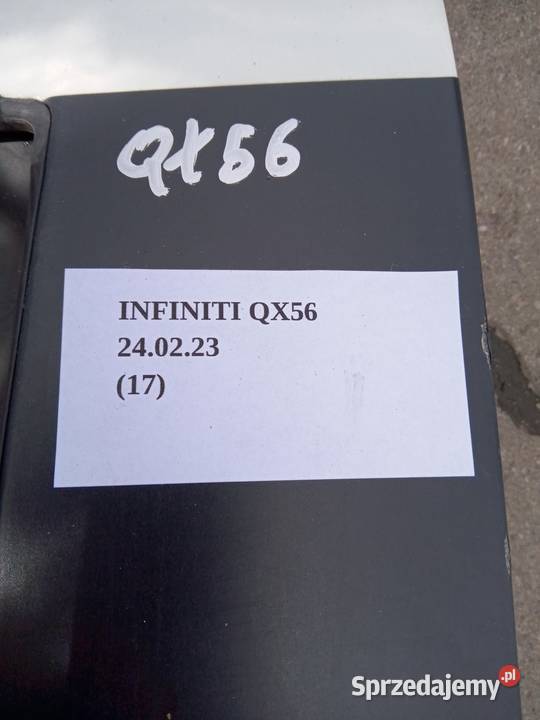 QX56
INFINITI QX56
24.02.23
(17)
Sprzedajemy.pl